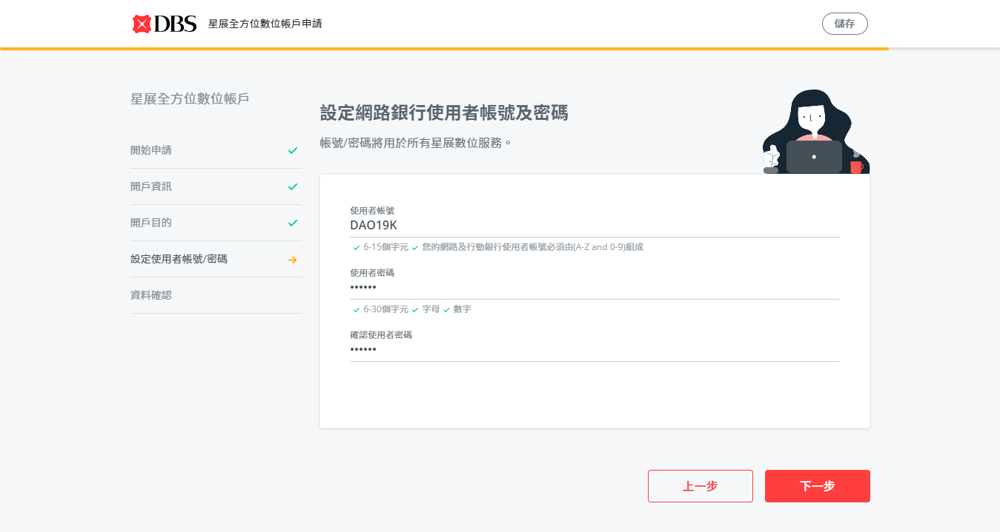 DBS 星展全方位數位帳戶申請
儲存
星展全方位數位帳戶
開始申請
開戶資訊
開戶目的
設定使用者帳號/密碼
資料確認
設定網路銀行使用者帳號及密碼
帳號/密碼將用於所有星展數位服務。
使用者帳號
DAO19K
6-15個字元 您的網路及行動銀行使用者帳號必須由(A-Z and 0-9)組成
使用者密碼
••••••
6-30個字元 字母 數字
確認使用者密碼
••••••
上一步
下一步